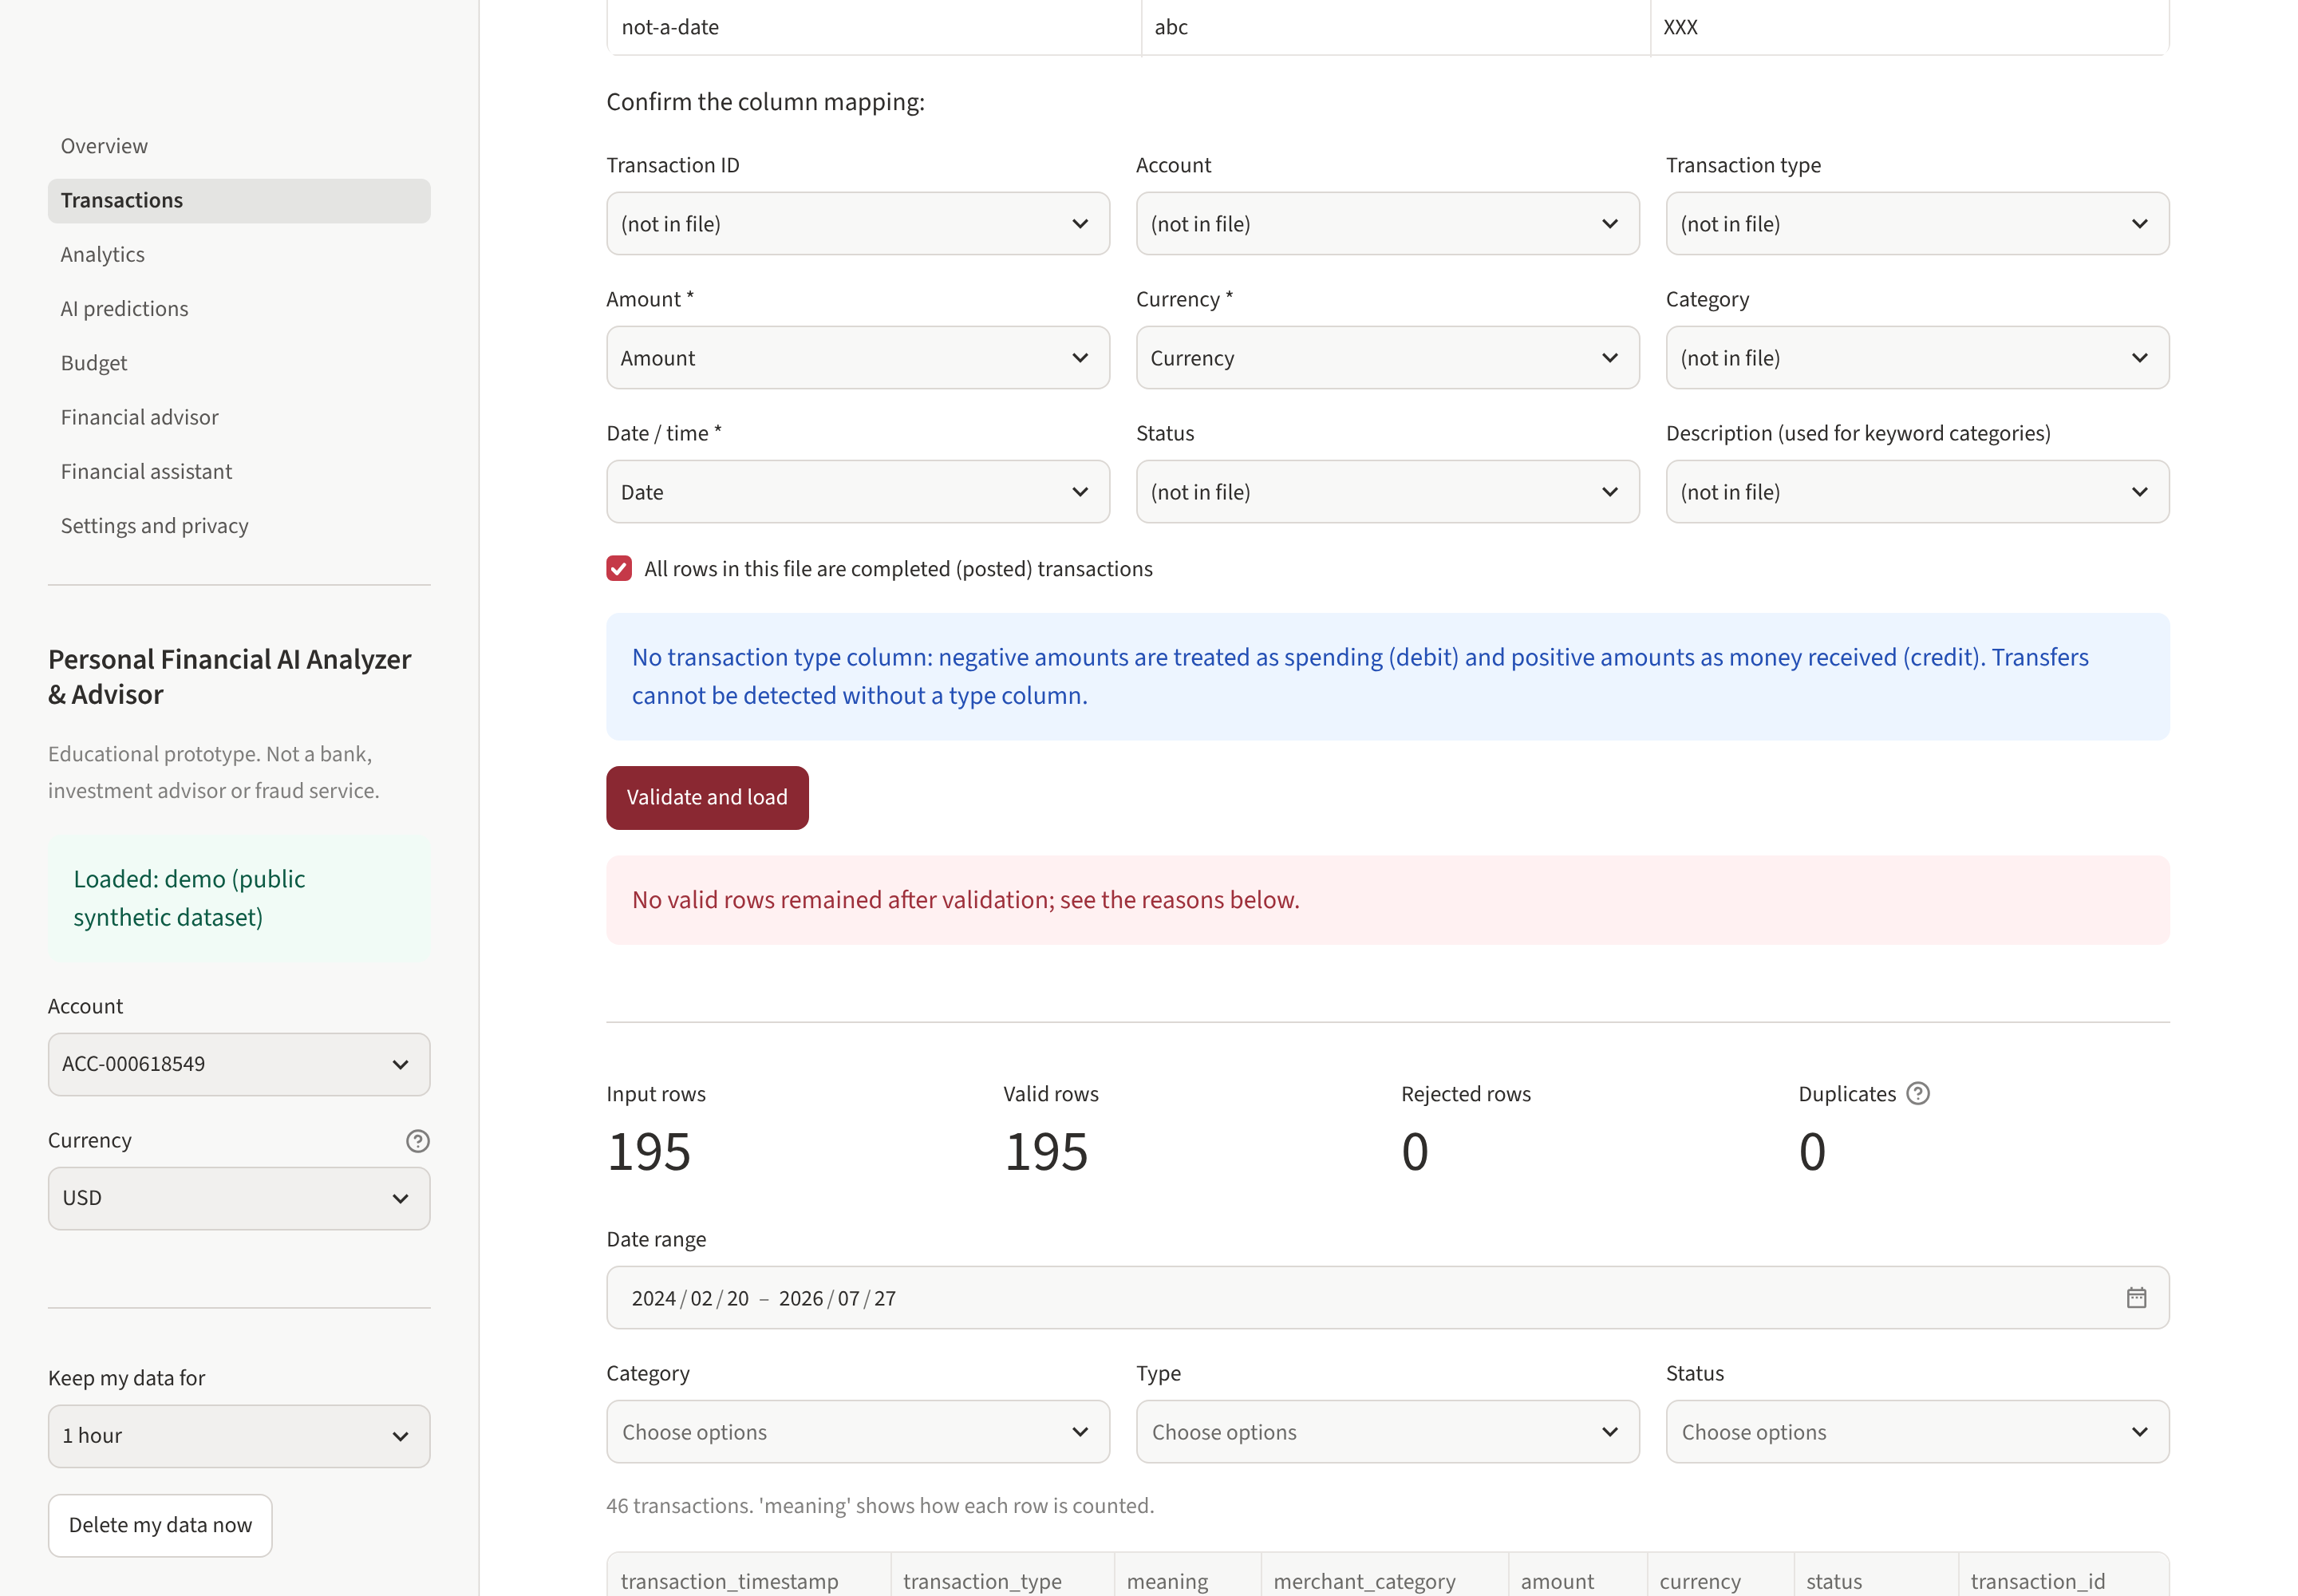 Overview
Transactions
Analytics
AI predictions
Budget
Financial advisor
Financial assistant
Settings and privacy
Personal Financial AI Analyzer
& Advisor
Educational prototype. Not a bank,
investment advisor or fraud service.
Loaded: demo (public
synthetic dataset)
Account
ACC-000618549
Currency
USD
Keep my data for
1 hour
Delete my data now
not-a-date abc XXX
Confirm the column mapping:
Transaction ID Account Transaction type
(not in file) (not in file) (not in file)
Amount * Currency * Category
Amount Currency (not in file)
Date / time * Status Description (used for keyword categories)
Date (not in file) (not in file)
All rows in this file are completed (posted) transactions
No transaction type column: negative amounts are treated as spending (debit) and positive amounts as money received (credit). Transfers
cannot be detected without a type column.
Validate and load
No valid rows remained after validation; see the reasons below.
Input rows Valid rows Rejected rows Duplicates
195 195 0 0
Date range
2024/02/20 – 2026/07/27
Category Type Status
Choose options Choose options Choose options
46 transactions. 'meaning' shows how each row is counted.
transaction_timestamp transaction_type meaning merchant_category amount currency status transaction_id